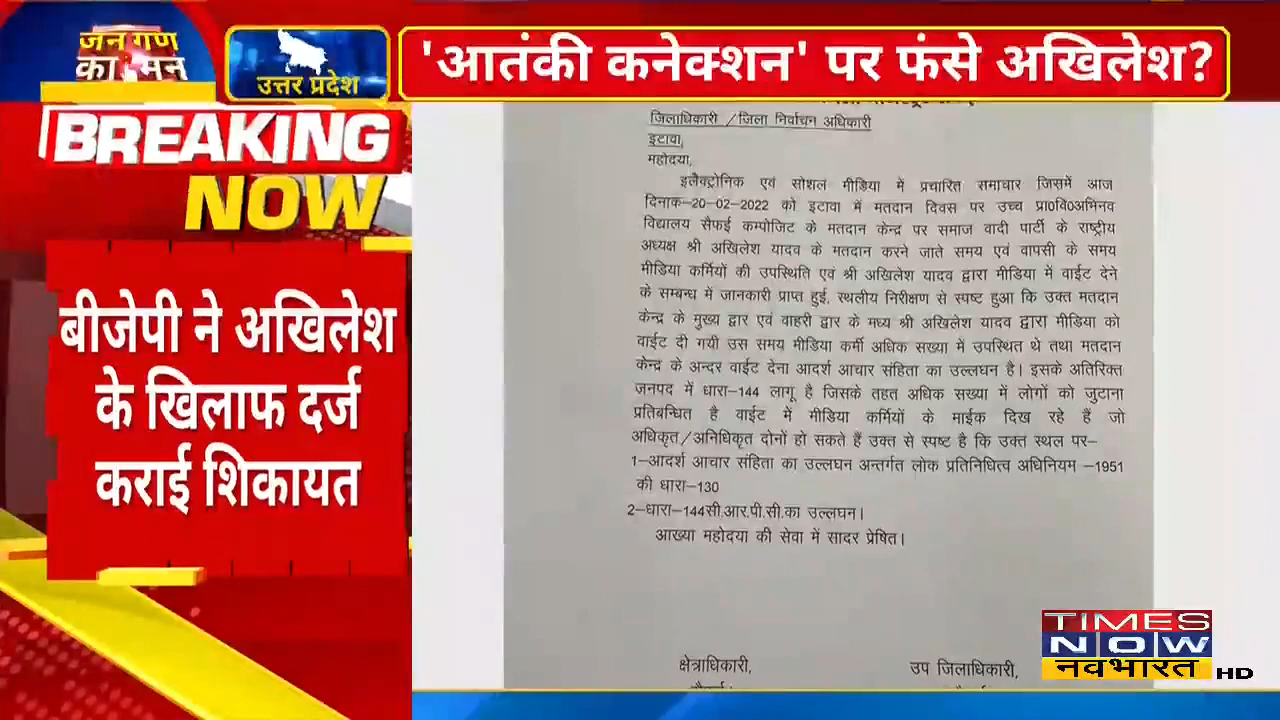 जन गण
का मन
उत्तर प्रदेश
'आतंकी कनेक्शन' पर फंसे अखिलेश?
BREAKING
NOW
बीजेपी ने अखिलेश
के खिलाफ दर्ज
कराई शिकायत
जिलाधिकारी /जिला निर्वाचन अधिकारी
इटावा,
महोदया,
इलैक्ट्रोनिक एवं सोशल मीडिया में प्रचारित समाचार जिसमें आज
दिनाक-20-02-2022 को इटावा में मतदान दिवस पर उच्च प्रा0वि0अभिनव
विद्यालय सैफई कम्पोजिट के मतदान केन्द्र पर समाज वादी पार्टी के राष्ट्रीय
अध्यक्ष श्री अखिलेश यादव के मतदान करने जाते समय एवं वापसी के समय
मीडिया कर्मियों की उपस्थिति एवं श्री अखिलेश यादव द्वारा मीडिया में वाईट देने
के सम्बन्ध में जानकारी प्राप्त हुई, स्थलीय निरीक्षण से स्पष्ट हुआ कि उक्त मतदान
केन्द्र के मुख्य द्वार एवं वाहरी द्वार के मध्य श्री अखिलेश यादव द्वारा मीडिया को
वाईट दी गयी उस समय मीडिया कर्मी अधिक सख्या में उपस्थित थे तथा मतदान
केन्द्र के अन्दर वाईट देना आदर्श आचार संहिता का उल्लघन है। इसके अतिरिक्त
जनपद में धारा-144 लागू है जिसके तहत अधिक सख्या में लोगों को जुटाना
प्रतिबन्धित है वाईट में मीडिया कर्मियों के माईक दिख रहे हैं जो
अधिकृत/अनिधिकृत दोनों हो सकते हैं उक्त से स्पष्ट है कि उक्त स्थल पर-
1-आदर्श आचार संहिता का उल्लघन अन्तर्गत लोक प्रतिनिधित्व अधिनियम -1951
की धारा-130
2-धारा-144सी.आर.पी.सी.का उल्लघन।
आख्या महोदया की सेवा में सादर प्रेषित।
क्षेत्राधिकारी,
उप जिलाधिकारी,
TIMES
NOW
नवभारत HD